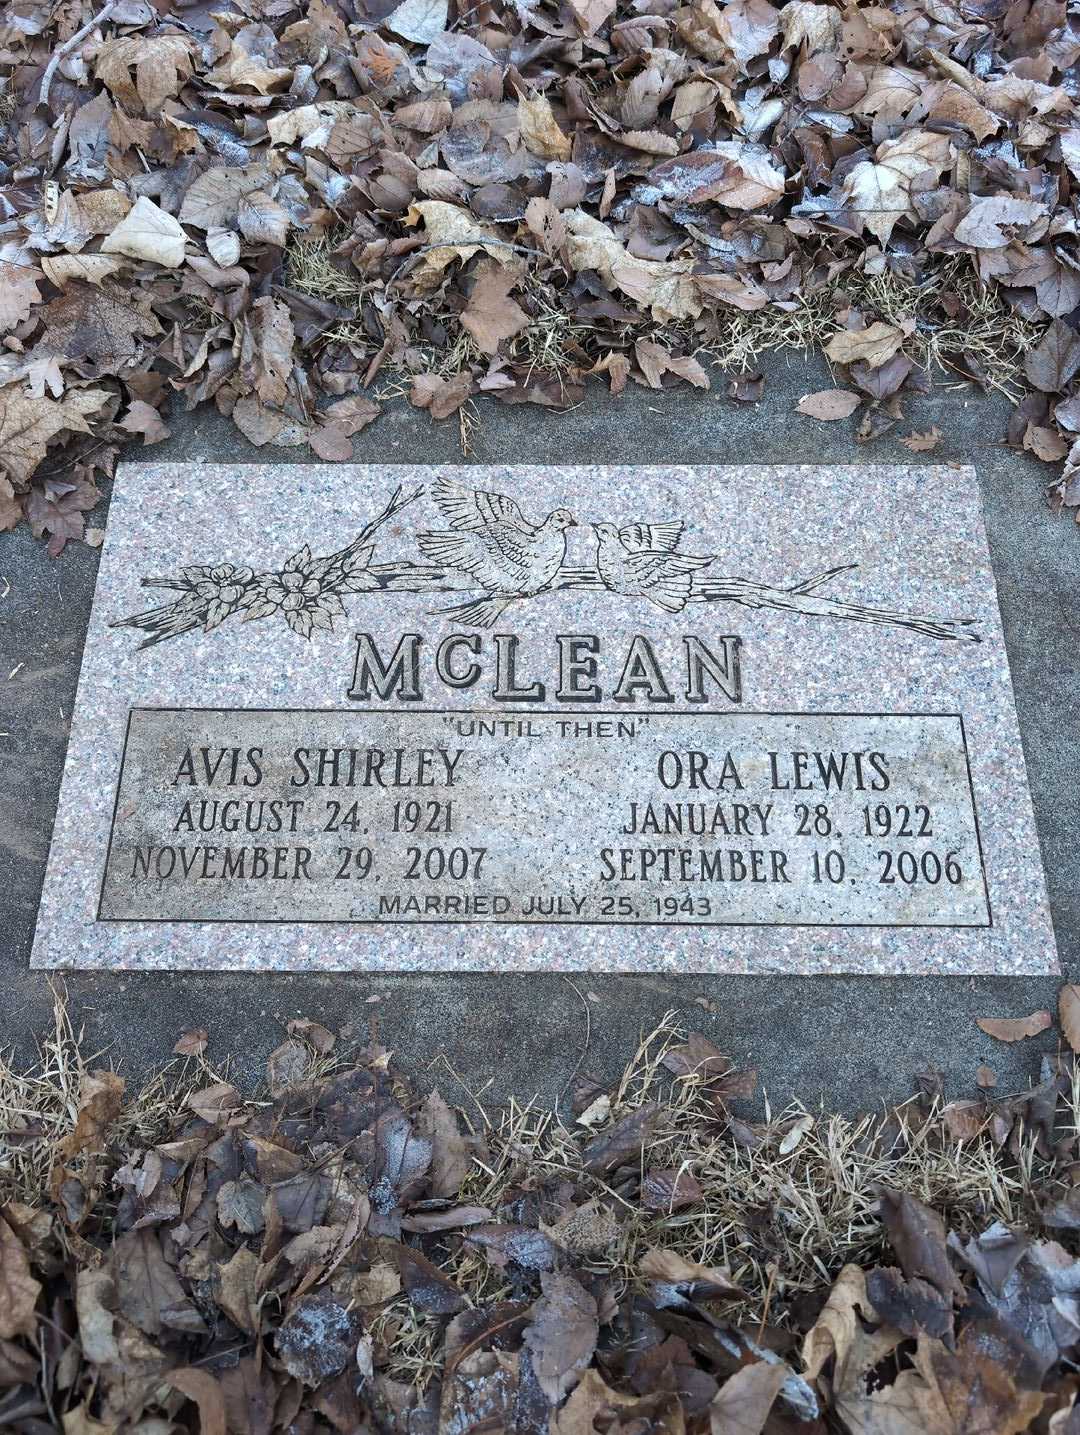 McLEAN
"UNTIL THEN"
AVIS SHIRLEY
AUGUST 24, 1921
NOVEMBER 29, 2007
ORA LEWIS
JANUARY 28, 1922
SEPTEMBER 10, 2006
MARRIED JULY 25, 1943